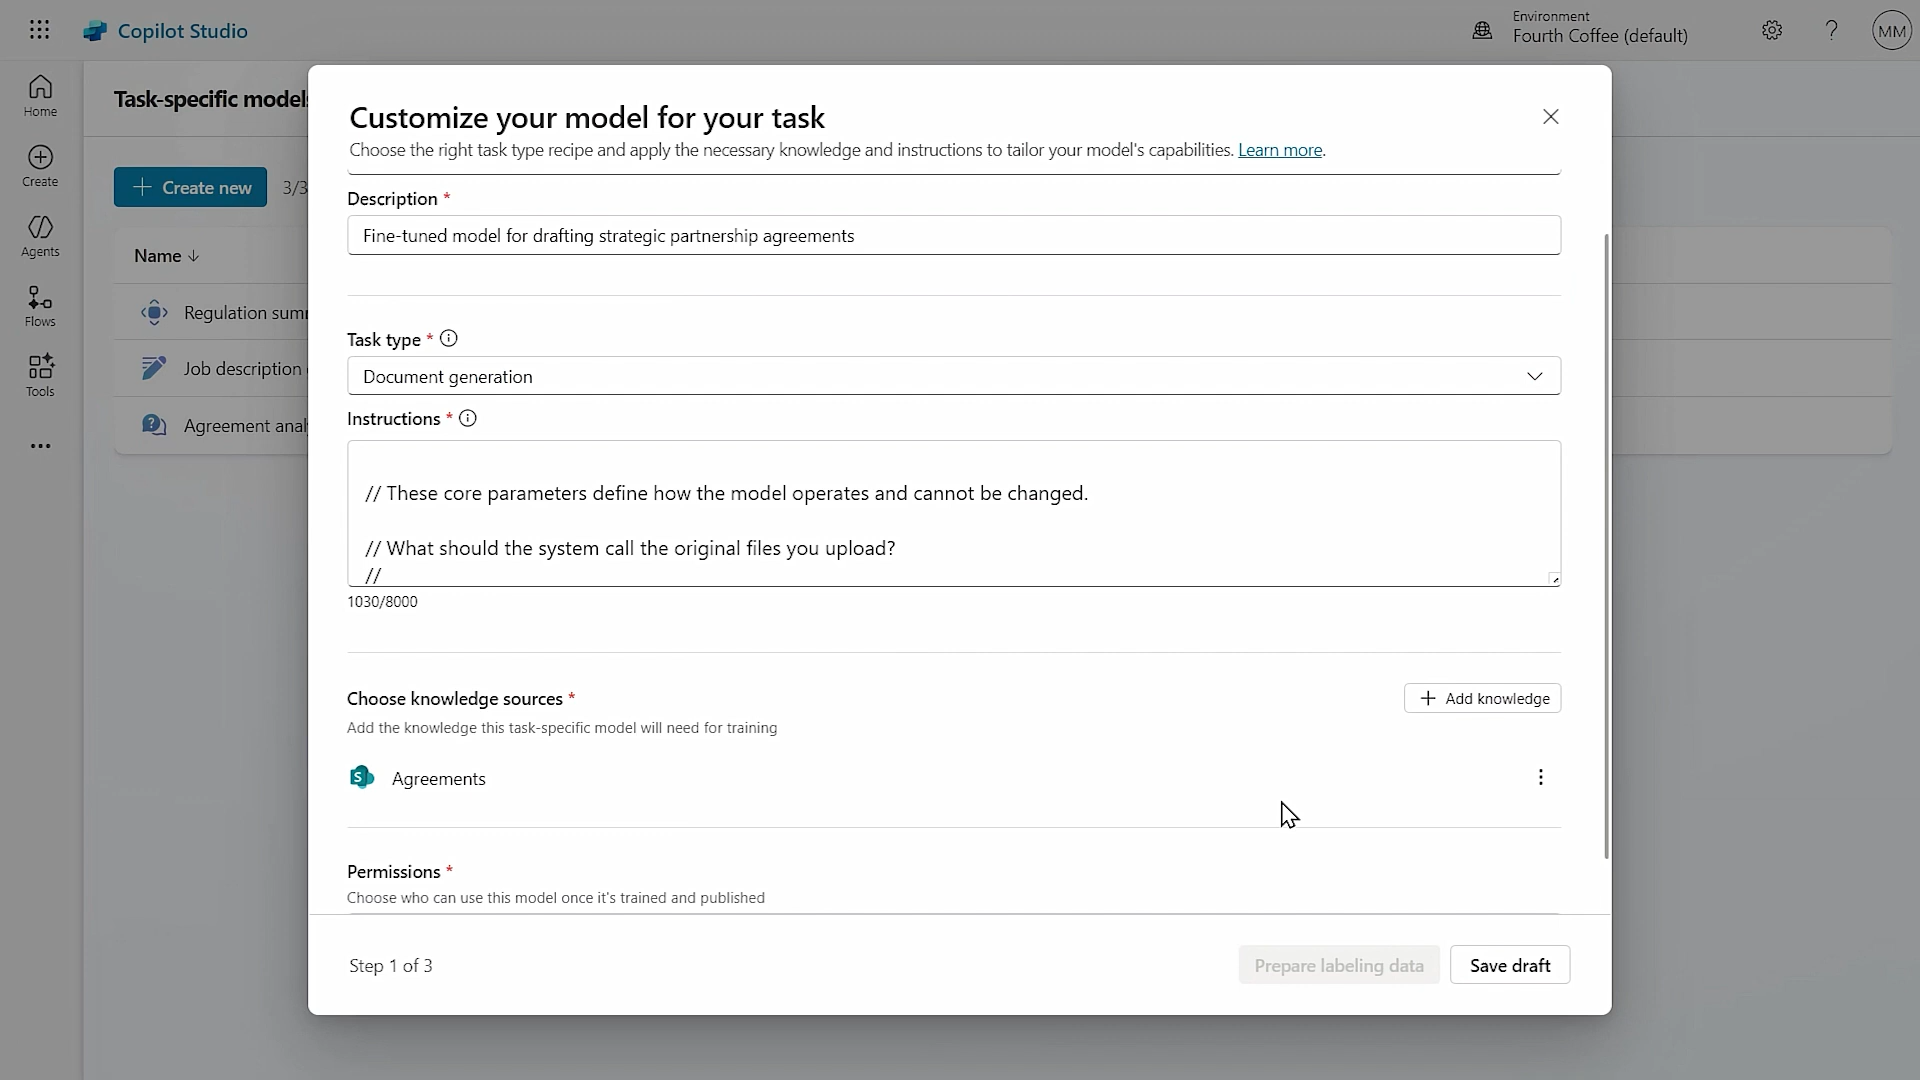 Copilot Studio
Environment
Fourth Coffee (default)
?
MM
Home
Create
Agents
Flows
Tools
Task-specific models
+ Create new
3/3
Name ↓
Regulation sum
Job description
Agreement anal
Customize your model for your task
Choose the right task type recipe and apply the necessary knowledge and instructions to tailor your model's capabilities. Learn more.
Description *
Fine-tuned model for drafting strategic partnership agreements
Task type *
Document generation
Instructions *
// These core parameters define how the model operates and cannot be changed.
// What should the system call the original files you upload?
//
1030/8000
Choose knowledge sources *
+ Add knowledge
Add the knowledge this task-specific model will need for training
S
Agreements
Permissions *
Choose who can use this model once it's trained and published
Step 1 of 3
Prepare labeling data
Save draft